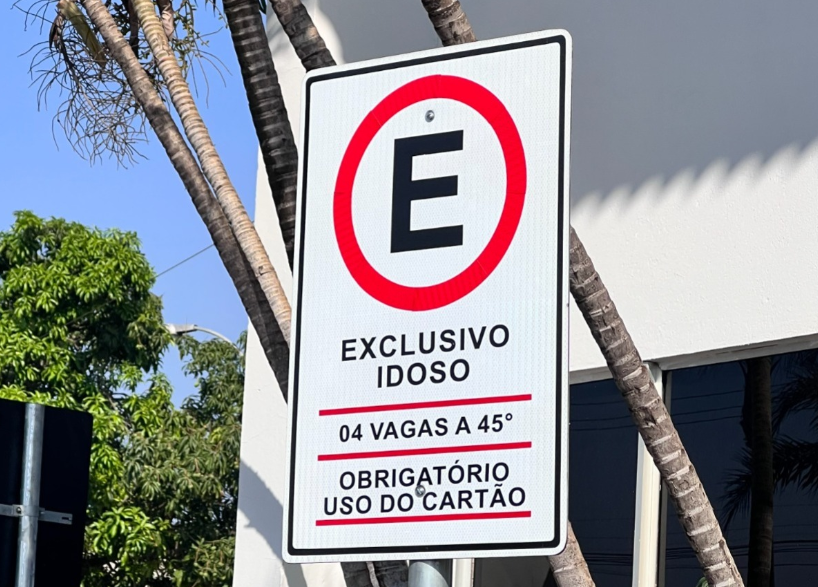 E
EXCLUSIVO
IDOSO
04 VAGAS A 45°
OBRIGATÓRIO
USO DO CARTÃO